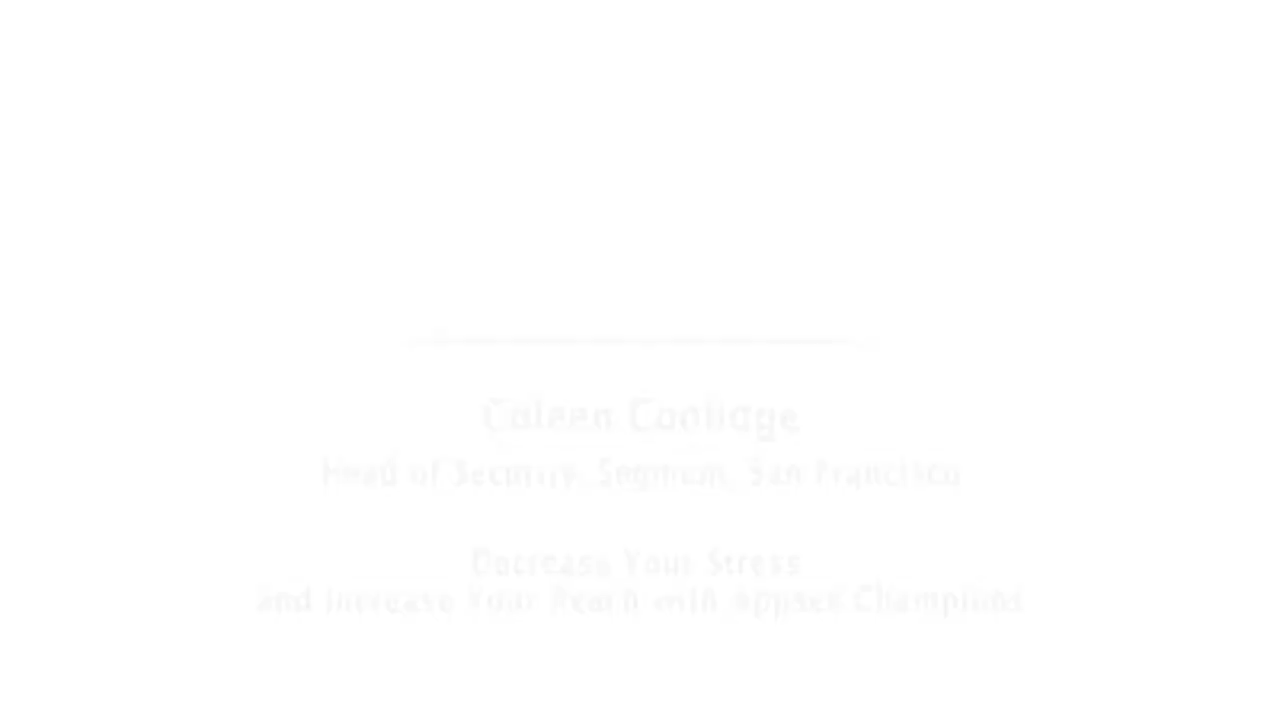 Coleen Coolidge
Head of Security, Segment, San Francisco
Decrease Your Stress
and Increase Your Reach with Appsec Champions